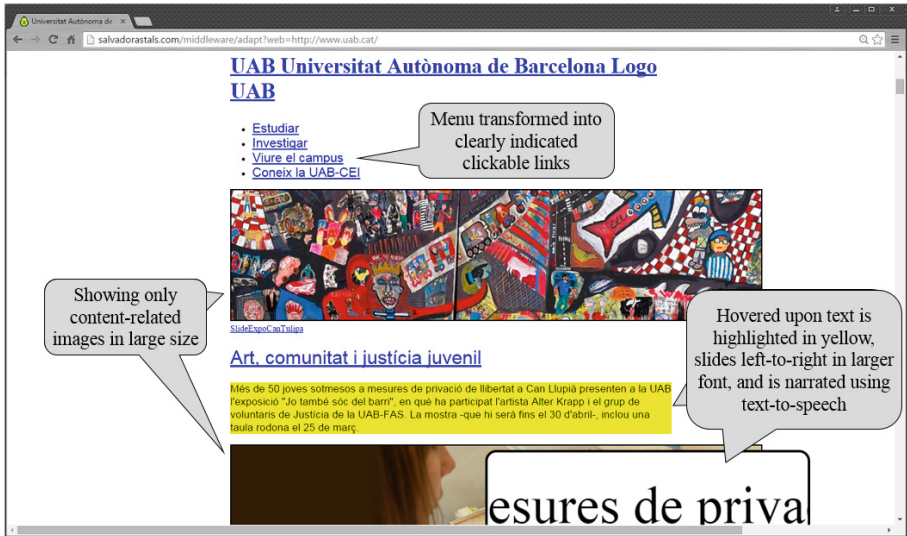 Universitat Autònoma de
salvadorastals.com/middleware/adapt?web=http://www.uab.cat/
UAB Universitat Autònoma de Barcelona Logo
UAB
Estudiar
Investigar
Viure el campus
Coneix la UAB-CEI
Menu transformed into
clearly indicated
clickable links
Showing only
content-related
images in large size
SlideExpoCanTulipa
Art, comunitat i justícia juvenil
Més de 50 joves sotmesos a mesures de privació de llibertat a Can Llupià presenten a la UAB
l'exposició "Jo també sóc del barri", en què ha participat l'artista Alter Krapp i el grup de
voluntaris de Justícia de la UAB-FAS. La mostra -que hi serà fins el 30 d'abril-, inclou una
taula rodona el 25 de març.
Hovered upon text is
highlighted in yellow,
slides left-to-right in larger
font, and is narrated using
text-to-speech
esures de priva